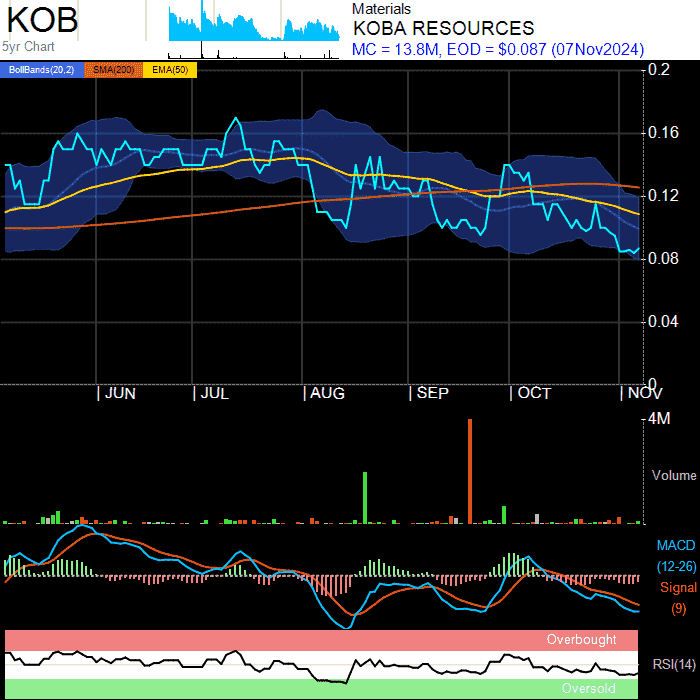 KOB
5yr Chart
Materials
KOBA RESOURCES
MC = 13.8M, EOD = $0.087 (07Nov2024)
BollBands(20,2) SMA(200) EMA(50)
0.2
0.16
0.12
0.08
0.04
0
JUN JUL AUG SEP OCT NOV
4M
Volume
MACD
(12-26)
Signal
(9)
Overbought
RSI(14)
Oversold